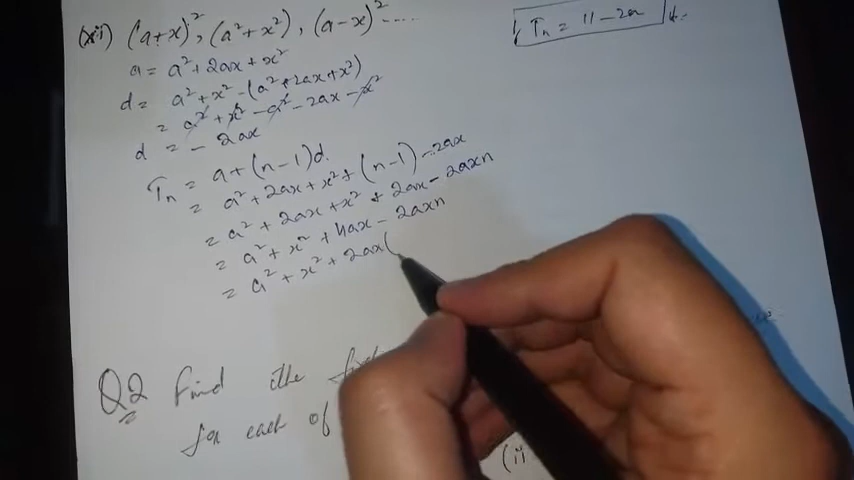 (xii) (a+x)², (a²+x²), (a-x)² ....
Tn = 11 - 2n
a = a² + 2ax + x²
d = a² + x² - (a² + 2ax + x²)
= a² + x² - a² - 2ax - x²
d = - 2ax
Tn = a + (n-1)d.
= a² + 2ax + x² + (n-1) - 2ax
= a² + 2ax + x² + 2ax - 2axn
= a² + x² + 4ax - 2axn
= a² + x² + 2ax(
Q2 Find the
for each of
(ii